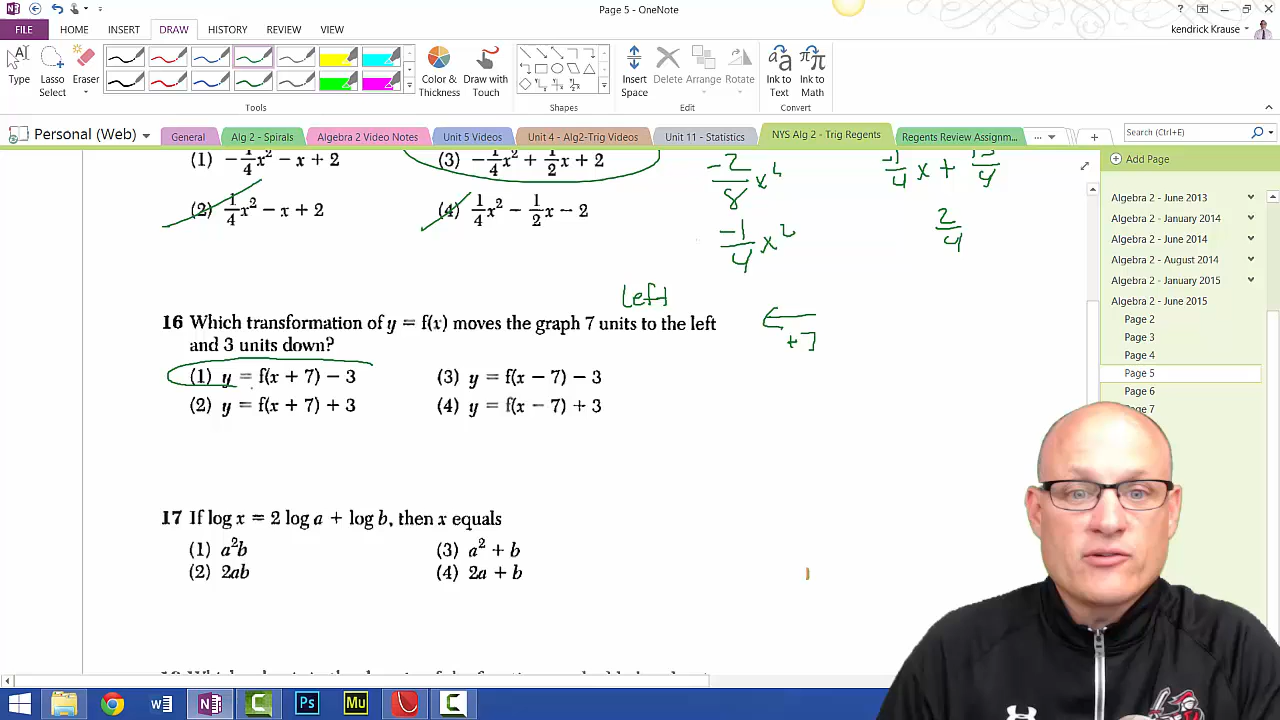 Page 5 - OneNote
FILE HOME INSERT DRAW HISTORY REVIEW VIEW kendrick Krause
Type Lasso Select Eraser Color & Thickness Draw with Touch Insert Space Delete Arrange Rotate Ink to Text Ink to Math
Tools Shapes Edit Convert
Personal (Web) General Alg 2 - Spirals Algebra 2 Video Notes Unit 5 Videos Unit 4 - Alg2-Trig Videos Unit 11 - Statistics NYS Alg 2 - Trig Regents Regents Review Assignm... Search (Ctrl+E)
Add Page
(1) -1/4x² - x + 2 (3) -1/4x² + 1/2x + 2
(2) 1/4x² - x + 2 (4) 1/4x² - 1/2x - 2
-2/8 x²
-1/4 x²
2/4
left
16 Which transformation of y = f(x) moves the graph 7 units to the left
and 3 units down?
+7
(1) y = f(x + 7) - 3 (3) y = f(x - 7) - 3
(2) y = f(x + 7) + 3 (4) y = f(x - 7) + 3
17 If log x = 2 log a + log b, then x equals
(1) a²b (3) a² + b
(2) 2ab (4) 2a + b
Algebra 2 - June 2013
Algebra 2 - January 2014
Algebra 2 - June 2014
Algebra 2 - August 2014
Algebra 2 - January 2015
Algebra 2 - June 2015
Page 2
Page 3
Page 4
Page 5
Page 6
Page 7
Ps Mu